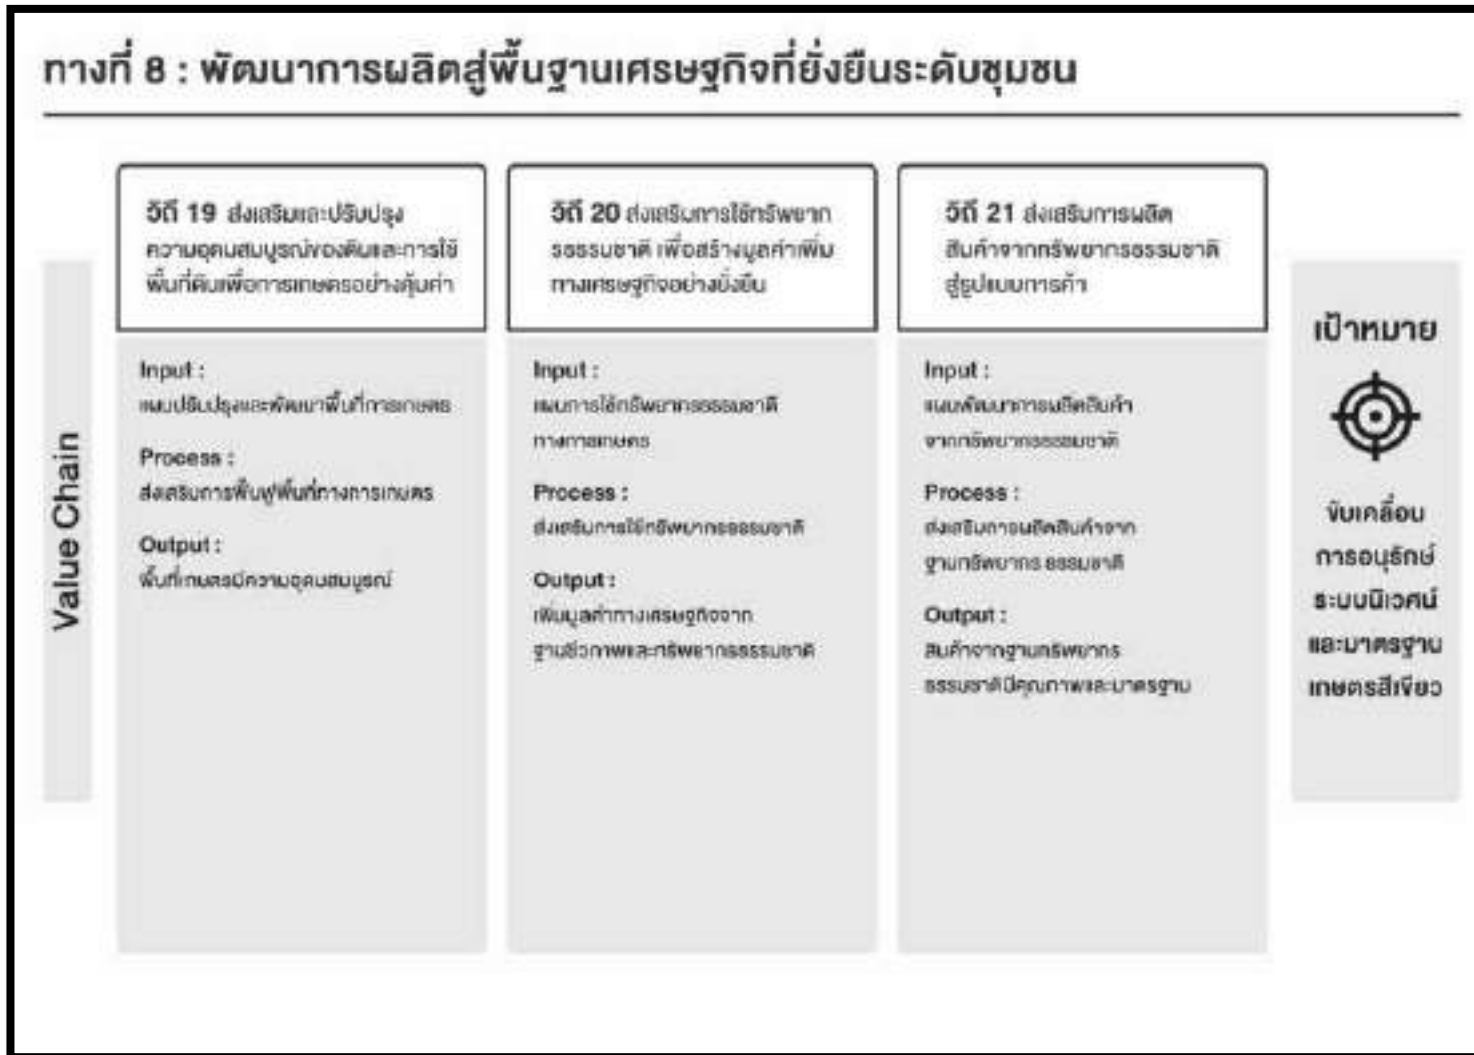 ทางที่ 8 : พัฒนาการผลิตสู่พื้นฐานเศรษฐกิจที่ยั่งยืนระดับชุมชน
Value Chain
วิถี 19 ส่งเสริมและปรับปรุง
ความอุดมสมบูรณ์ของดินและการใช้
พื้นที่ดินเพื่อการเกษตรอย่างคุ้มค่า
Input :
แผนปรับปรุงและพัฒนาพื้นที่การเกษตร
Process :
ส่งเสริมการฟื้นฟูพื้นที่ทางการเกษตร
Output :
พื้นที่เกษตรมีความอุดมสมบูรณ์
วิถี 20 ส่งเสริมการใช้ทรัพยาก
รธรรมชาติ เพื่อสร้างมูลค่าเพิ่ม
ทางเศรษฐกิจอย่างยั่งยืน
Input :
แผนการใช้ทรัพยากรธรรมชาติ
ทางการเกษตร
Process :
ส่งเสริมการใช้ทรัพยากรธรรมชาติ
Output :
เพิ่มมูลค่าทางเศรษฐกิจจาก
ฐานชีวภาพและทรัพยากรธรรมชาติ
วิถี 21 ส่งเสริมการผลิต
สินค้าจากทรัพยากรธรรมชาติ
สู่รูปแบบการค้า
Input :
แผนพัฒนาการผลิตสินค้า
จากทรัพยากรธรรมชาติ
Process :
ส่งเสริมการผลิตสินค้าจาก
ฐานทรัพยากร ธรรมชาติ
Output :
สินค้าจากฐานทรัพยากร
ธรรมชาติมีคุณภาพและมาตรฐาน
เป้าหมาย
ขับเคลื่อน
การอนุรักษ์
ระบบนิเวศน์
และมาตรฐาน
เกษตรสีเขียว